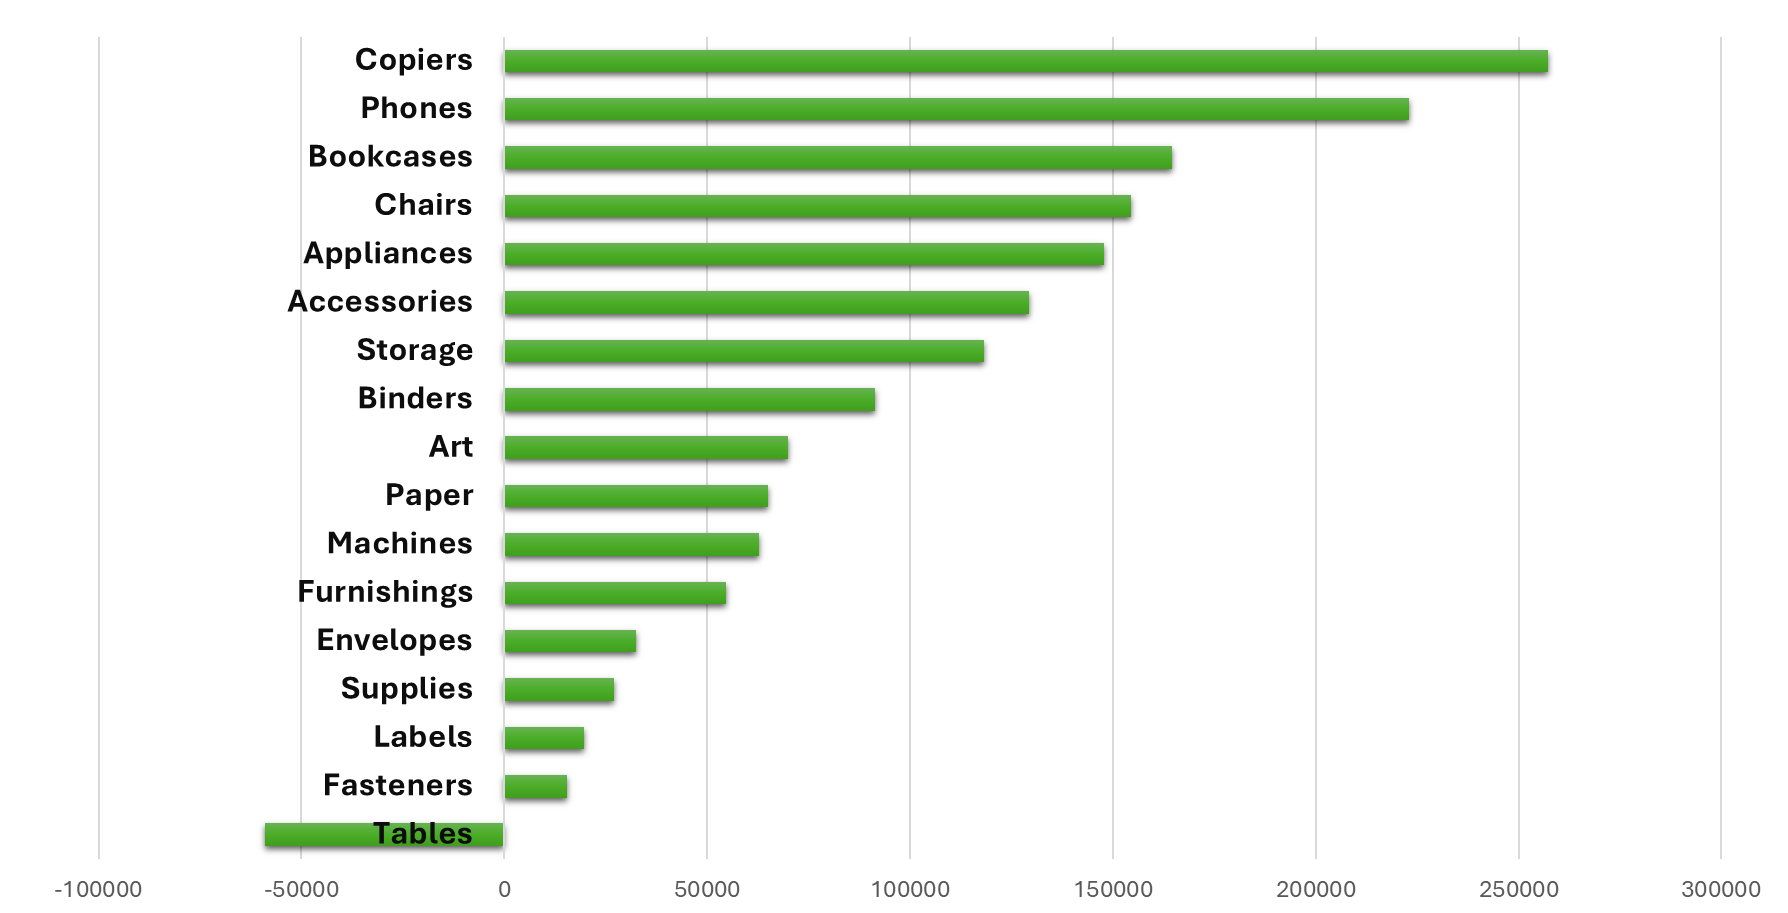 Copiers
Phones
Bookcases
Chairs
Appliances
Accessories
Storage
Binders
Art
Paper
Machines
Furnishings
Envelopes
Supplies
Labels
Fasteners
Tables
-100000 -50000 0 50000 100000 150000 200000 250000 300000